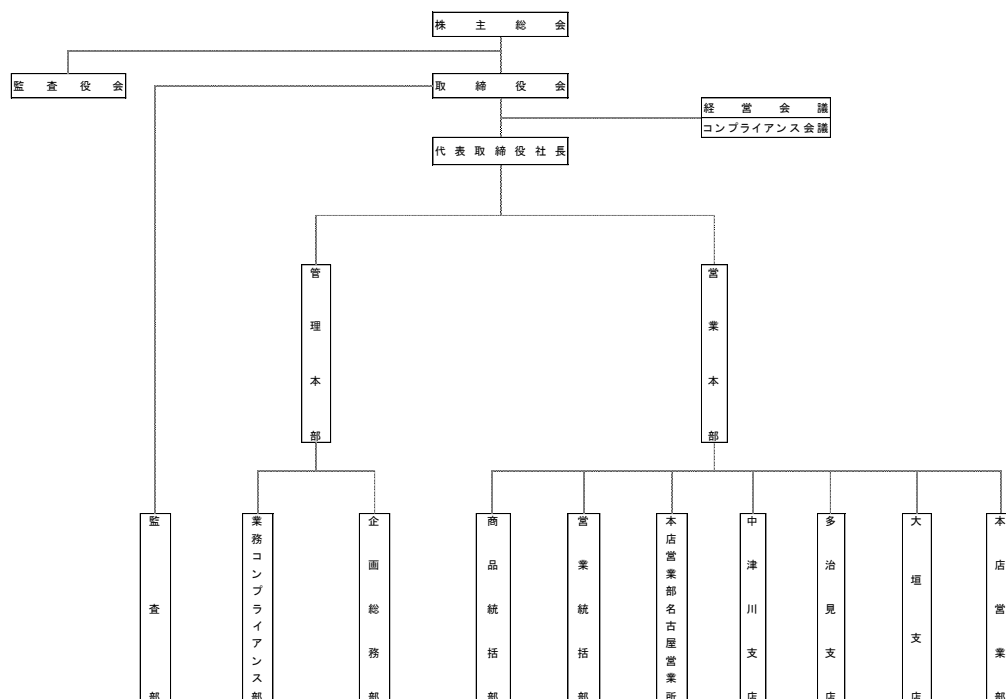 株主総会
監査役会
取締役会
経営会議
コンプライアンス会議
代表取締役社長
管理本部
営業本部
監査部
業務コンプライアンス部
企画総務部
商品統括部
営業統括部
本店営業部名古屋営業所
中津川支店
多治見支店
大垣支店
本店営業部